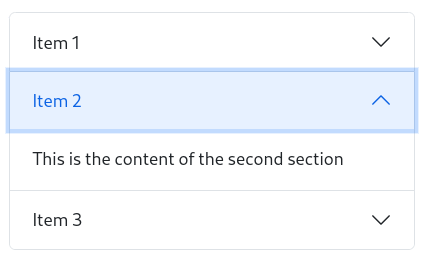 Item 1
Item 2
This is the content of the second section
Item 3